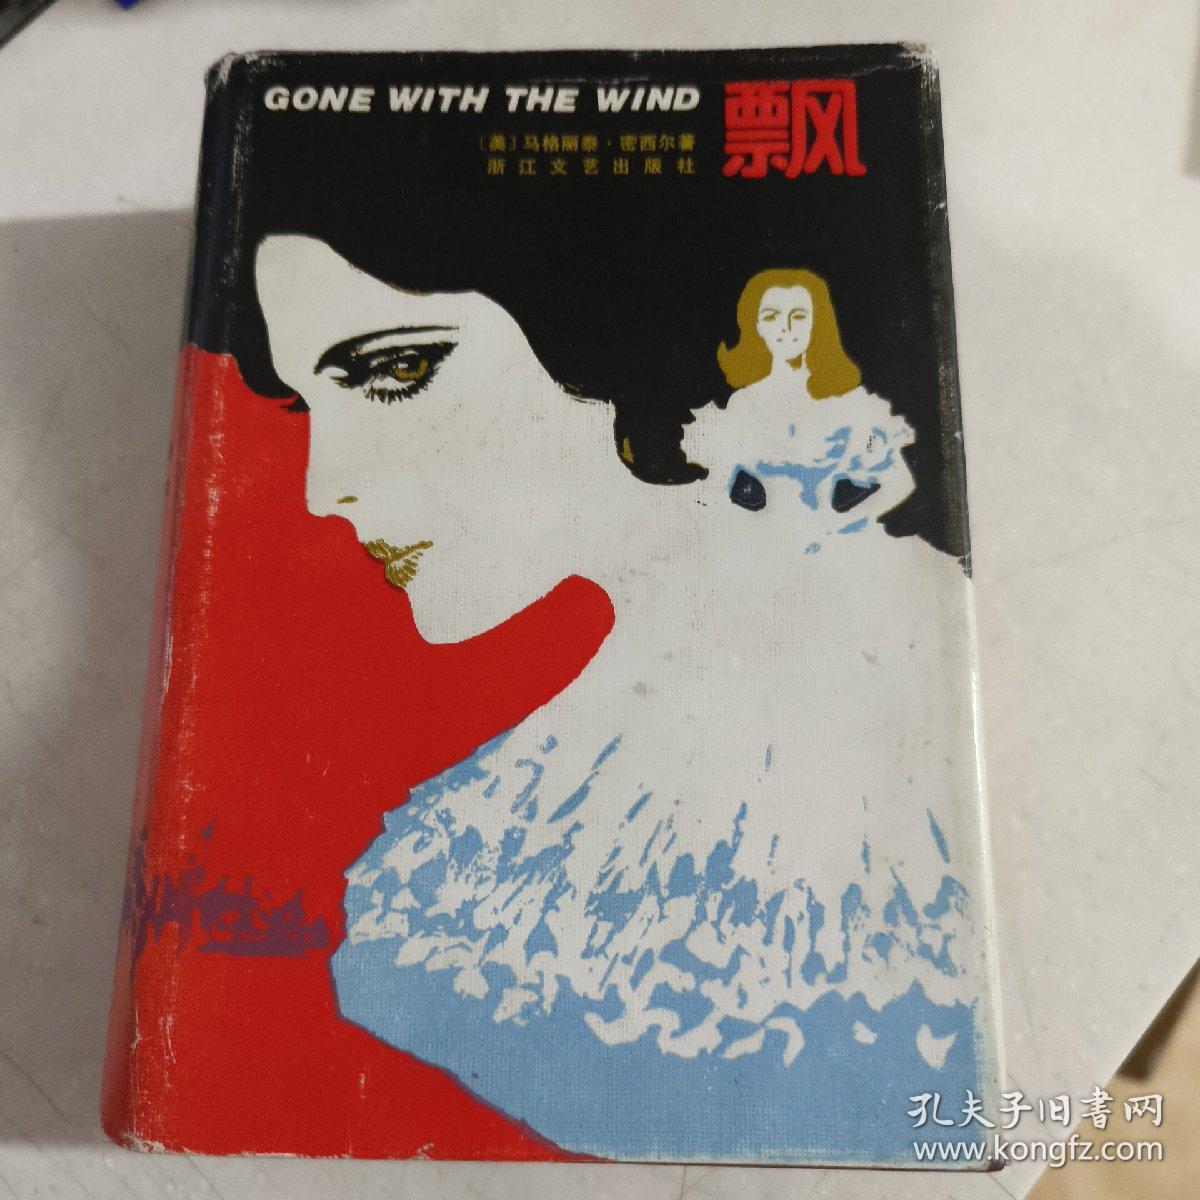 GONE WITH THE WIND
飘
〔美〕马格丽泰·密西尔著
浙江文艺出版社
孔夫子旧书网
www.kongfz.com